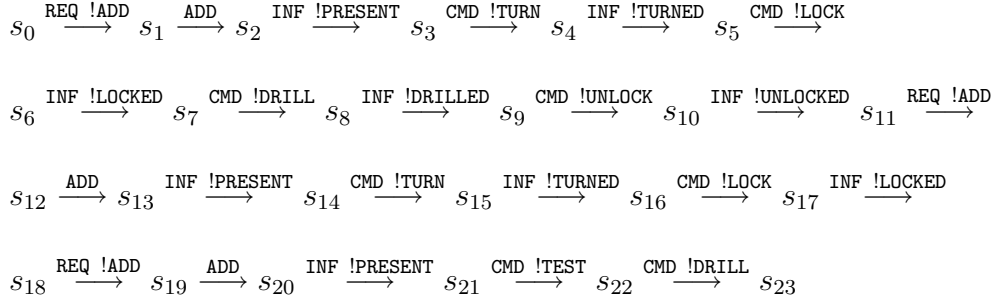 s0 REQ !ADD ⟶ s1 ADD ⟶ s2 INF !PRESENT ⟶ s3 CMD !TURN ⟶ s4 INF !TURNED ⟶ s5 CMD !LOCK ⟶
s6 INF !LOCKED ⟶ s7 CMD !DRILL ⟶ s8 INF !DRILLED ⟶ s9 CMD !UNLOCK ⟶ s10 INF !UNLOCKED ⟶ s11 REQ !ADD ⟶
s12 ADD ⟶ s13 INF !PRESENT ⟶ s14 CMD !TURN ⟶ s15 INF !TURNED ⟶ s16 CMD !LOCK ⟶ s17 INF !LOCKED ⟶
s18 REQ !ADD ⟶ s19 ADD ⟶ s20 INF !PRESENT ⟶ s21 CMD !TEST ⟶ s22 CMD !DRILL ⟶ s23